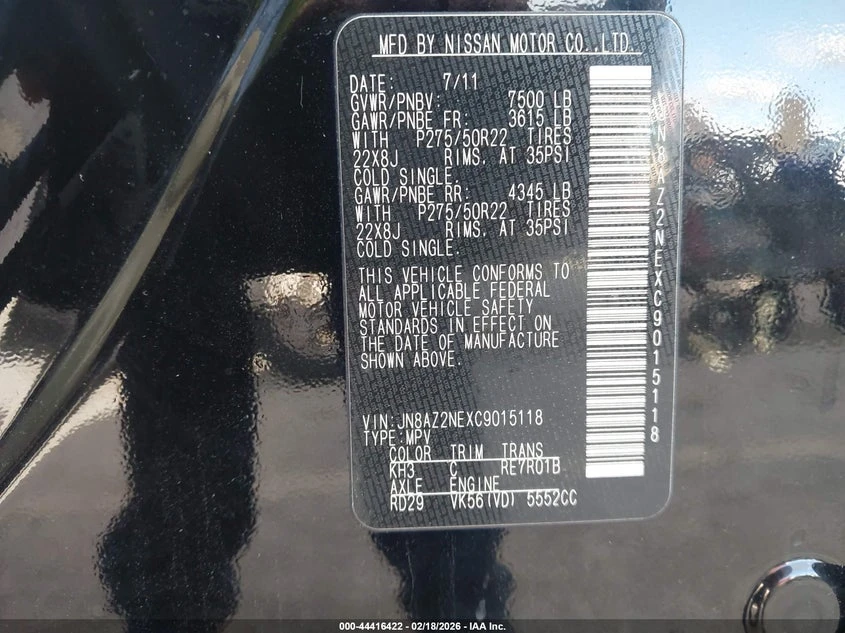 MFD BY NISSAN MOTOR CO.,LTD.
DATE: 7/11
GVWR/PNBV: 7500 LB
GAWR/PNBE FR: 3615 LB
WITH P275/50R22 TIRES
22X8J RIMS. AT 35PSI
COLD SINGLE.
GAWR/PNBE RR: 4345 LB
WITH P275/50R22 TIRES
22X8J RIMS. AT 35PSI
COLD SINGLE.
THIS VEHICLE CONFORMS TO
ALL APPLICABLE FEDERAL
MOTOR VEHICLE SAFETY
STANDARDS IN EFFECT ON
THE DATE OF MANUFACTURE
SHOWN ABOVE.
VIN:JN8AZ2NEXC9015118
TYPE:MPV
COLOR TRIM TRANS
KH3 C RE7R01B
AXLE ENGINE
RD29 VK56(VD) 5552CC
JN8AZ2NEXC9015118
000-44416422 - 02/18/2026 - IAA Inc.